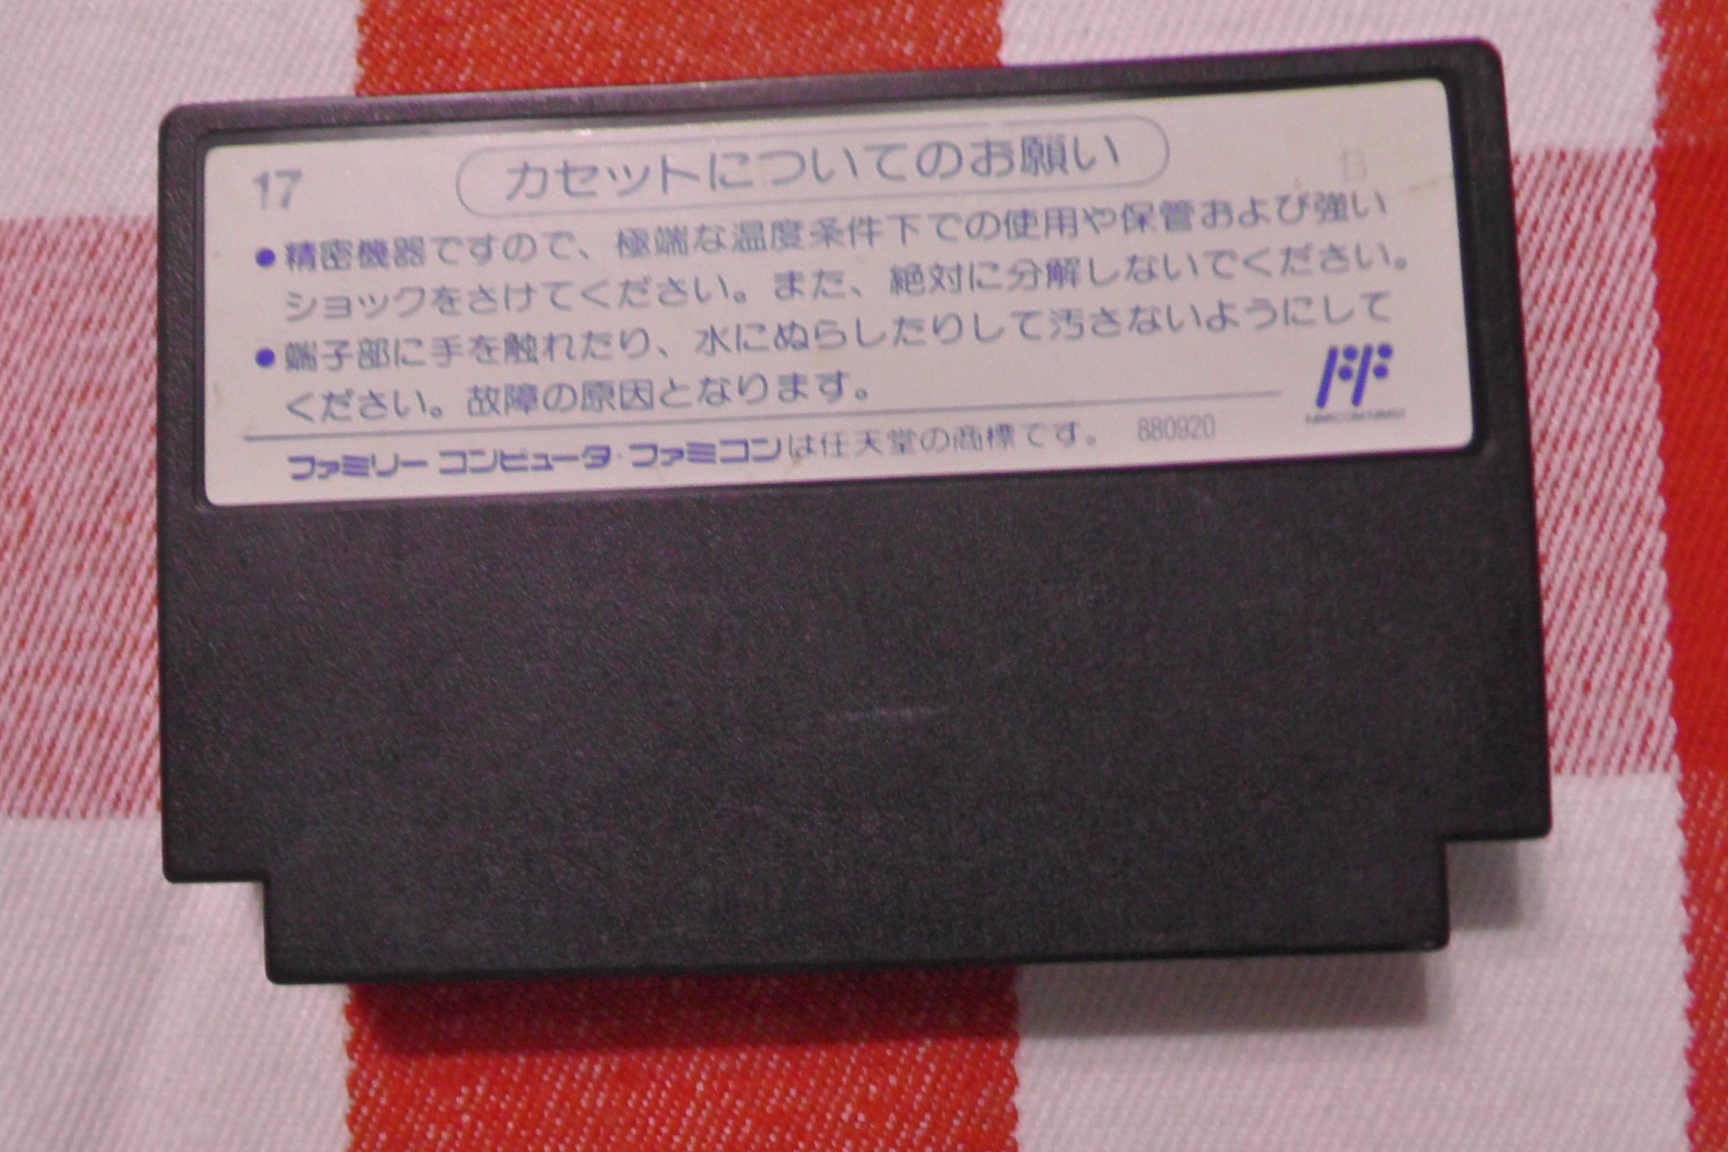 17
カセットについてのお願い
B
●精密機器ですので、極端な温度条件下での使用や保管および強い
ショックをさけてください。また、絶対に分解しないでください。
●端子部に手を触れたり、水にぬらしたりして汚さないようにして
ください。故障の原因となります。
ファミリー コンピュータ・ファミコンは任天堂の商標です。 880920